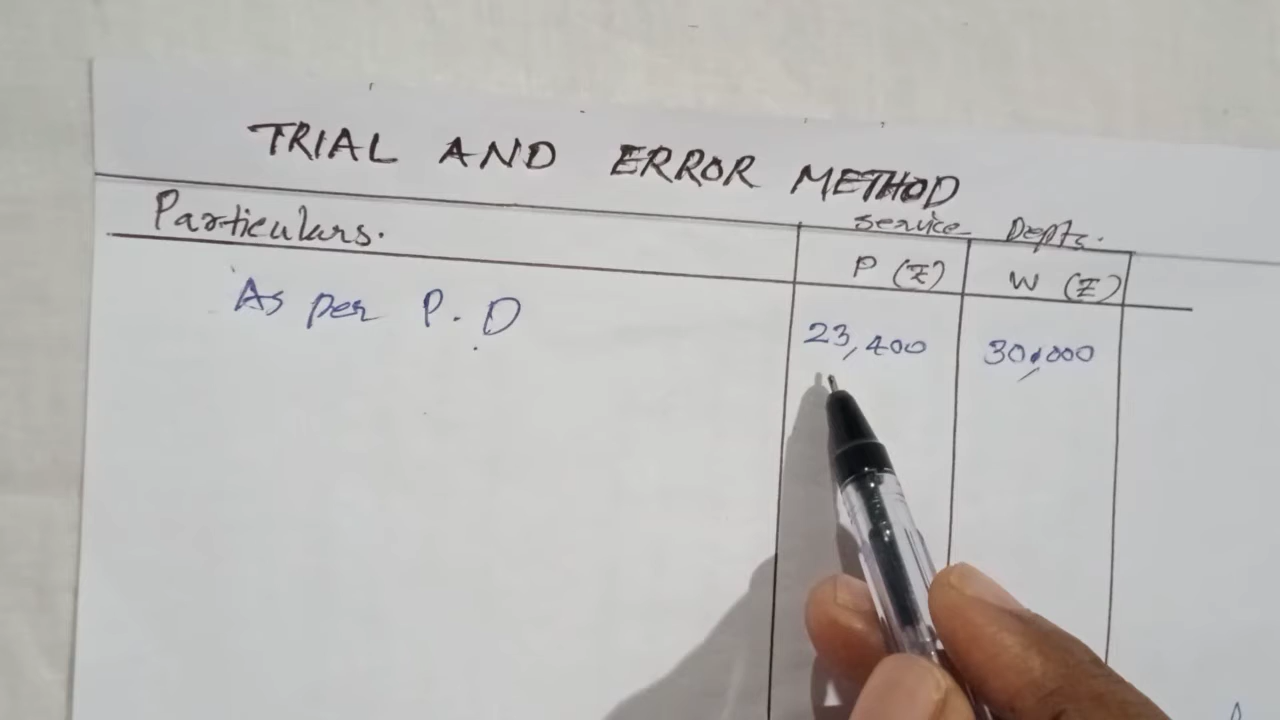 TRIAL AND ERROR METHOD
Particulars. Service Depts.
P (₹) W (₹)
As per P.D 23,400 30,000